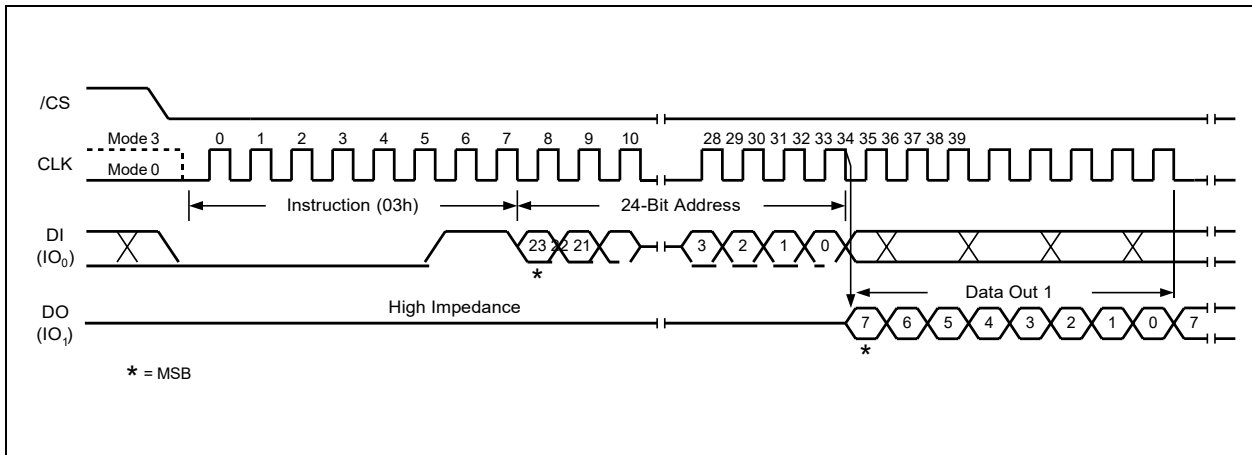 /CS
Mode 3
0 1 2 3 4 5 6 7 8 9 10 28 29 30 31 32 33 34 35 36 37 38 39
CLK
Mode 0
Instruction (03h) 24-Bit Address
DI
(IO0)
23 22 21 3 2 1 0
*
Data Out 1
High Impedance
DO
(IO1)
7 6 5 4 3 2 1 0 7
*
* = MSB